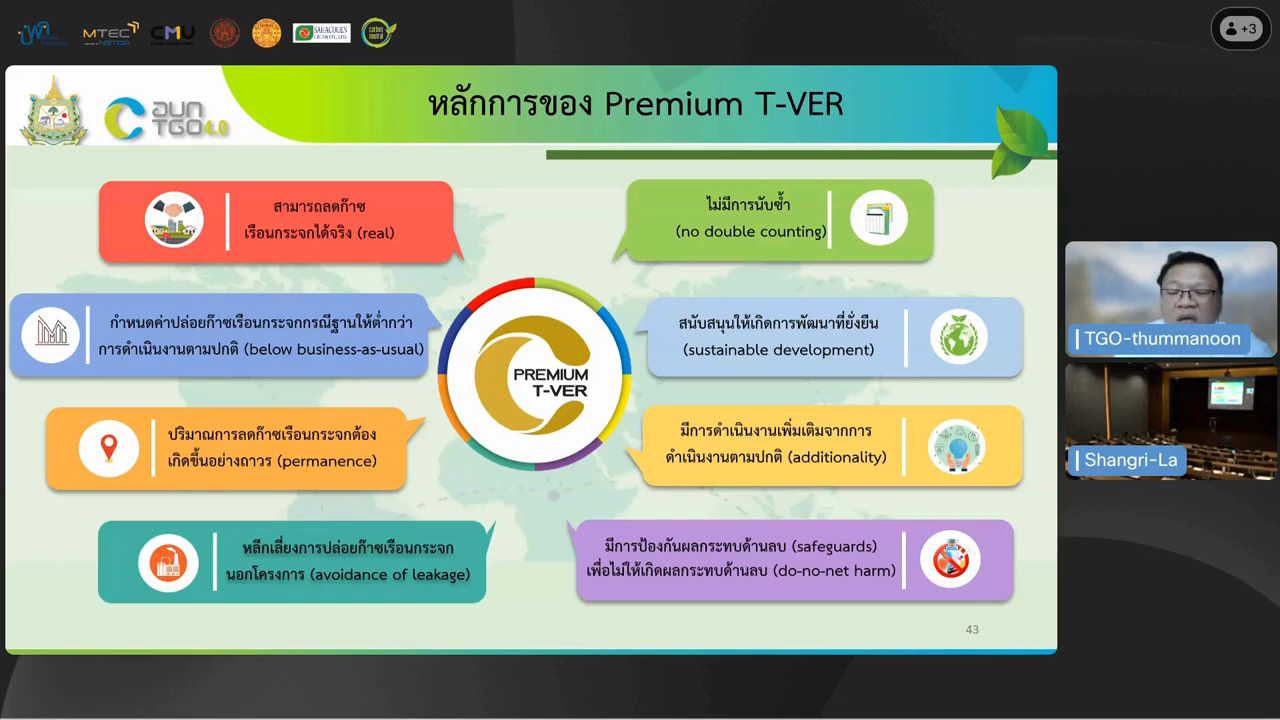 MTEC
CMU
SAHACOGEN
carbon
neutral
+3
อบก
TGO4.0
หลักการของ Premium T-VER
สามารถลดก๊าซ
เรือนกระจกได้จริง (real)
ไม่มีการนับซ้ำ
(no double counting)
กำหนดค่าปล่อยก๊าซเรือนกระจกกรณีฐานให้ต่ำกว่า
การดำเนินงานตามปกติ (below business-as-usual)
สนับสนุนให้เกิดการพัฒนาที่ยั่งยืน
(sustainable development)
PREMIUM
T-VER
ปริมาณการลดก๊าซเรือนกระจกต้อง
เกิดขึ้นอย่างถาวร (permanence)
มีการดำเนินงานเพิ่มเติมจากการ
ดำเนินงานตามปกติ (additionality)
หลีกเลี่ยงการปล่อยก๊าซเรือนกระจก
นอกโครงการ (avoidance of leakage)
มีการป้องกันผลกระทบด้านลบ (safeguards)
เพื่อไม่ให้เกิดผลกระทบด้านลบ (do-no-net harm)
43
TGO-thummanoon
Shangri-La